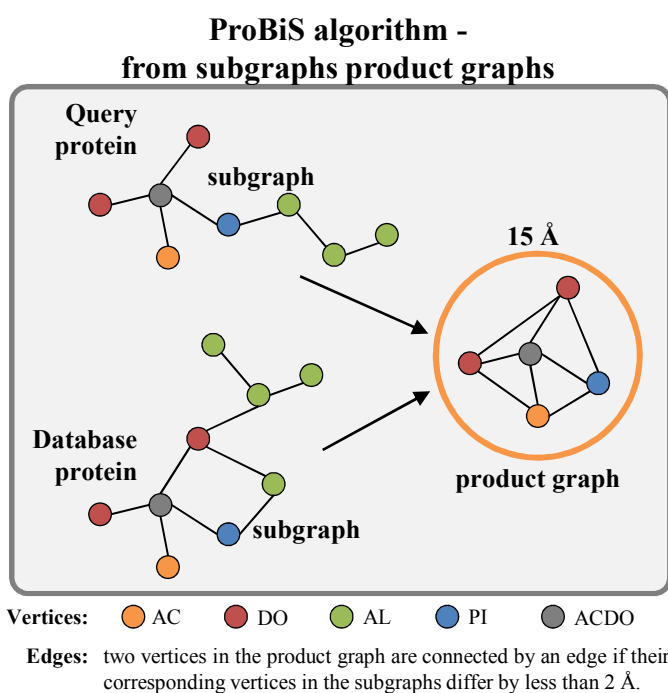 ProBiS algorithm -
from subgraphs product graphs
Query
protein
subgraph
15 Å
Database
protein
product graph
subgraph
Vertices: AC DO AL PI ACDO
Edges: two vertices in the product graph are connected by an edge if their
corresponding vertices in the subgraphs differ by less than 2 Å.